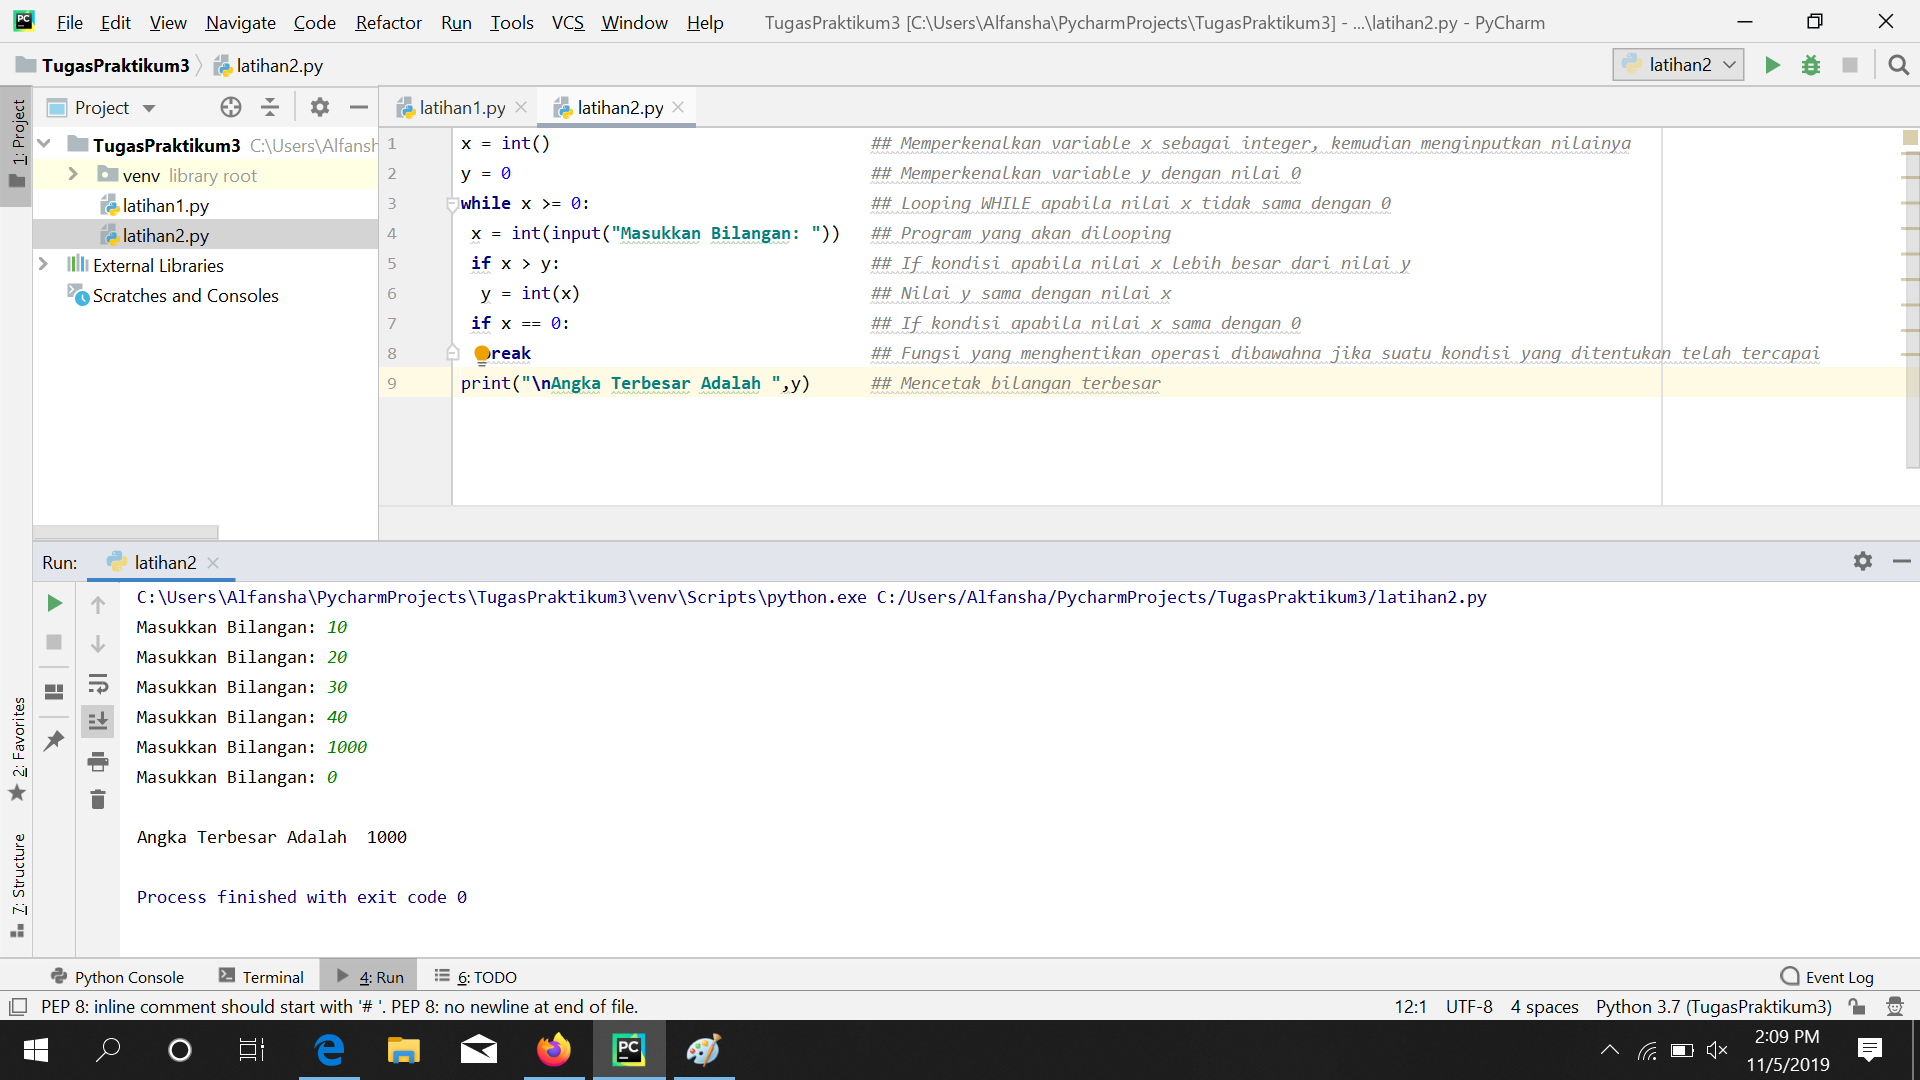 File Edit View Navigate Code Refactor Run Tools VCS Window Help TugasPraktikum3 [C:\Users\Alfansha\PycharmProjects\TugasPraktikum3] - ...\latihan2.py - PyCharm
TugasPraktikum3 latihan2.py latihan2
1: Project
Project
latihan1.py latihan2.py
TugasPraktikum3 C:\Users\Alfansh
venv library root
latihan1.py
latihan2.py
External Libraries
Scratches and Consoles
1 x = int() ## Memperkenalkan variable x sebagai integer, kemudian menginputkan nilainya
2 y = 0 ## Memperkenalkan variable y dengan nilai 0
3 while x >= 0: ## Looping WHILE apabila nilai x tidak sama dengan 0
4 x = int(input("Masukkan Bilangan: ")) ## Program yang akan dilooping
5 if x > y: ## If kondisi apabila nilai x lebih besar dari nilai y
6 y = int(x) ## Nilai y sama dengan nilai x
7 if x == 0: ## If kondisi apabila nilai x sama dengan 0
8 break ## Fungsi yang menghentikan operasi dibawahna jika suatu kondisi yang ditentukan telah tercapai
9 print("\nAngka Terbesar Adalah ",y) ## Mencetak bilangan terbesar
Run: latihan2
C:\Users\Alfansha\PycharmProjects\TugasPraktikum3\venv\Scripts\python.exe C:/Users/Alfansha/PycharmProjects/TugasPraktikum3/latihan2.py
Masukkan Bilangan: 10
Masukkan Bilangan: 20
Masukkan Bilangan: 30
Masukkan Bilangan: 40
Masukkan Bilangan: 1000
Masukkan Bilangan: 0
Angka Terbesar Adalah  1000
Process finished with exit code 0
2: Favorites
7: Structure
Python Console Terminal 4: Run 6: TODO Event Log
PEP 8: inline comment should start with '# '. PEP 8: no newline at end of file. 12:1 UTF-8 4 spaces Python 3.7 (TugasPraktikum3)
2:09 PM
11/5/2019